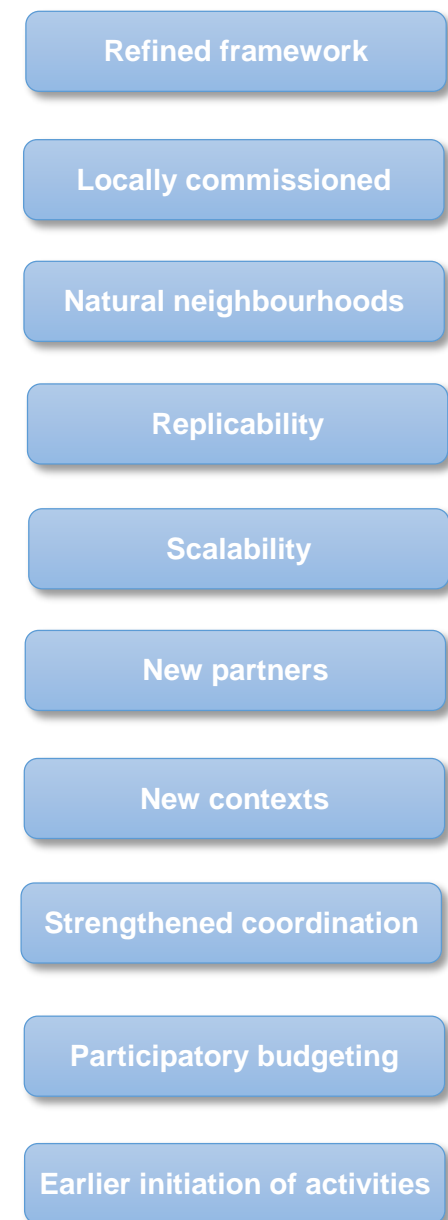 Refined framework
Locally commissioned
Natural neighbourhoods
Replicability
Scalability
New partners
New contexts
Strengthened coordination
Participatory budgeting
Earlier initiation of activities